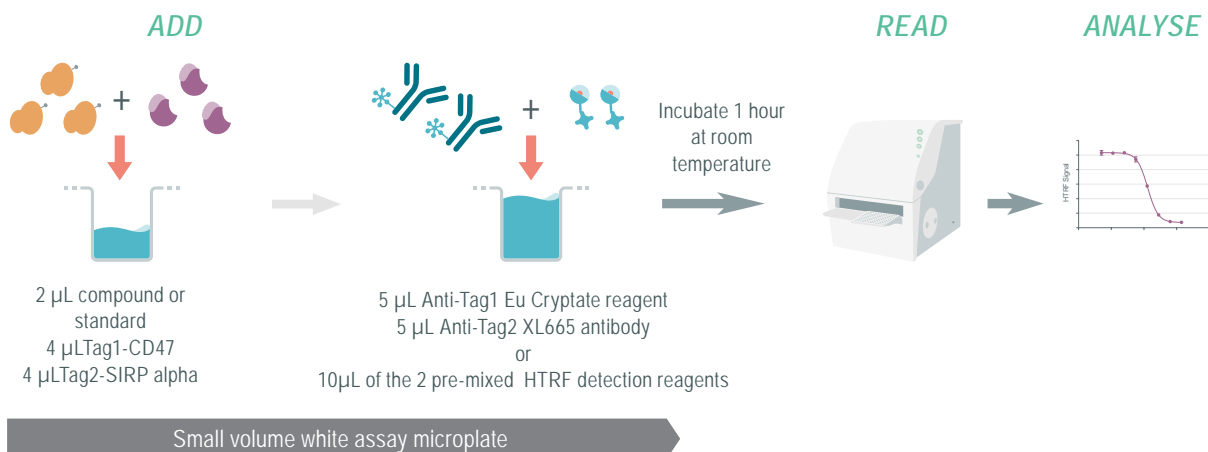 ADD
READ
ANALYSE
+
+
Incubate 1 hour
at room
temperature
HTRF Signal
2 µL compound or
standard
4 µLTag1-CD47
4 µLTag2-SIRP alpha
5 µL Anti-Tag1 Eu Cryptate reagent
5 µL Anti-Tag2 XL665 antibody
or
10µL of the 2 pre-mixed HTRF detection reagents
Small volume white assay microplate